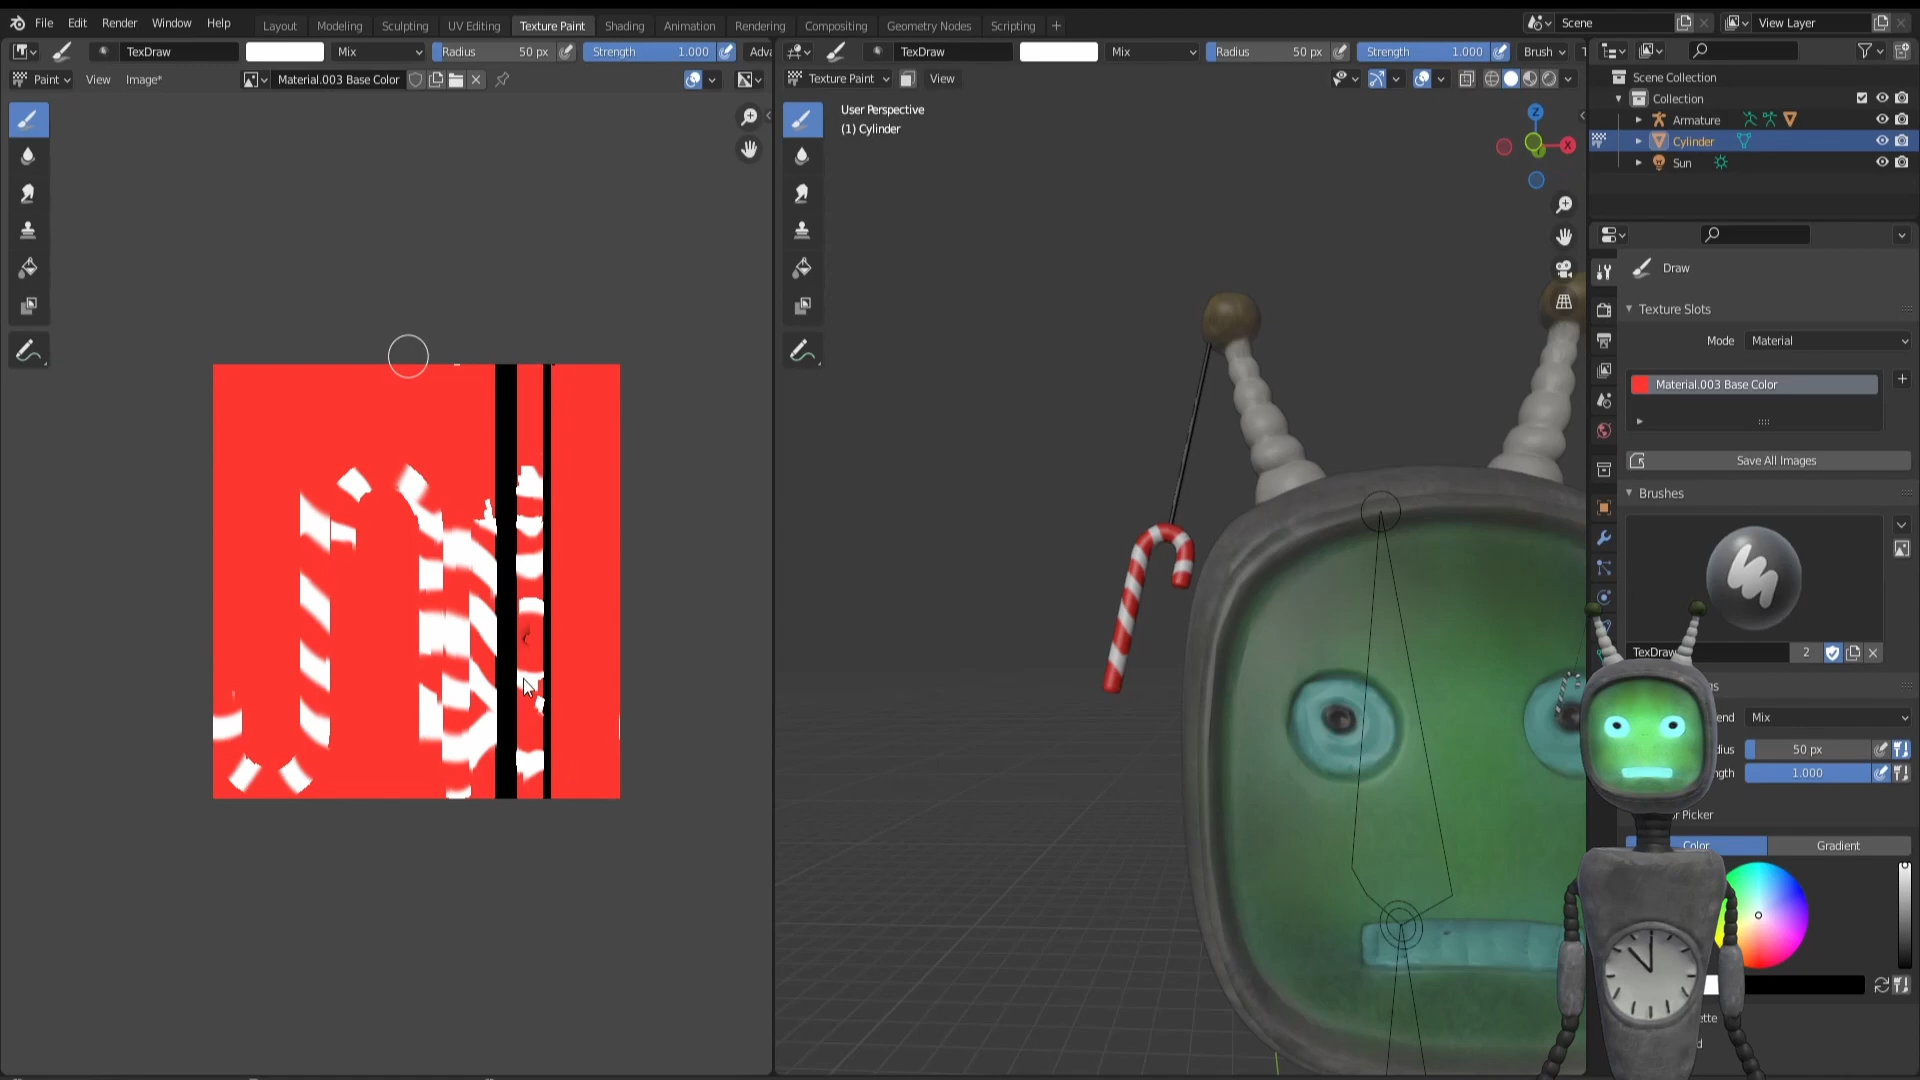 File Edit Render Window Help Layout Modeling Sculpting UV Editing Texture Paint Shading Animation Rendering Compositing Geometry Nodes Scripting Scene View Layer
TexDraw Mix Radius 50 px Strength 1.000 Adv TexDraw Mix Radius 50 px Strength 1.000 Brush
Paint View Image* Material.003 Base Color Texture Paint View
User Perspective
(1) Cylinder
Scene Collection
Collection
Armature
Cylinder
Sun
Z
X
Draw
Texture Slots
Mode Material
Material.003 Base Color
Save All Images
Brushes
TexDraw 2
Mix
50 px
1.000
Picker
Color Gradient